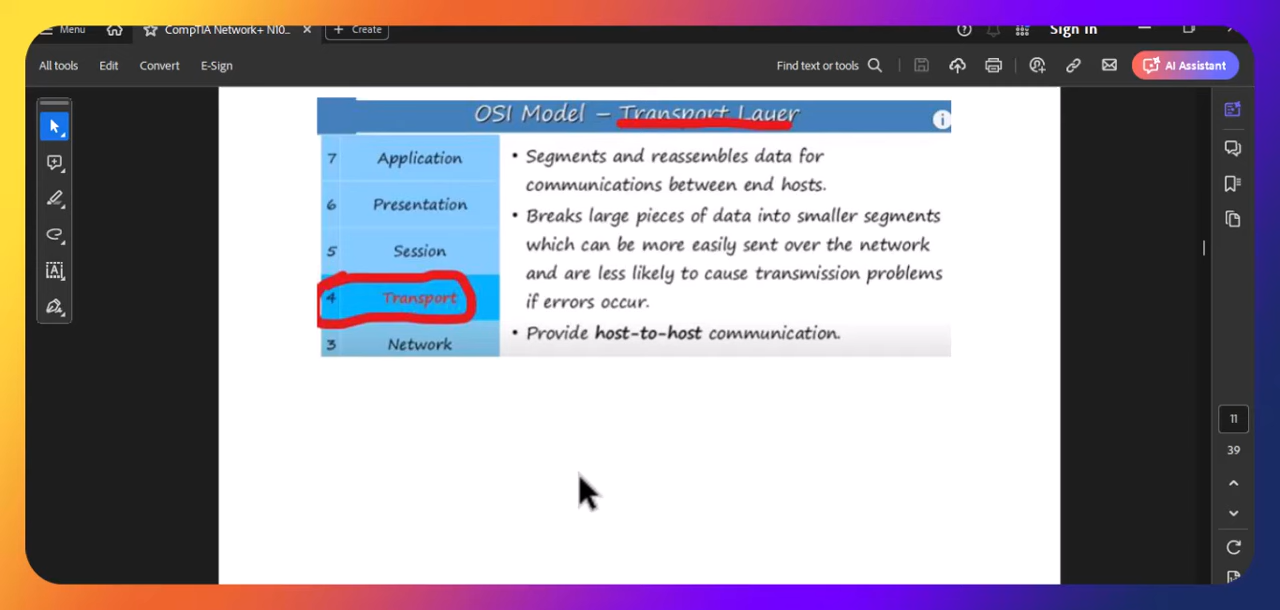 Menu
CompTIA Network+ N10...
Create
Sign in
All tools
Edit
Convert
E-Sign
Find text or tools
AI Assistant
OSI Model – Transport Layer
7 Application
6 Presentation
5 Session
4 Transport
3 Network
• Segments and reassembles data for
communications between end hosts.
• Breaks large pieces of data into smaller segments
which can be more easily sent over the network
and are less likely to cause transmission problems
if errors occur.
• Provide host-to-host communication.
11
39